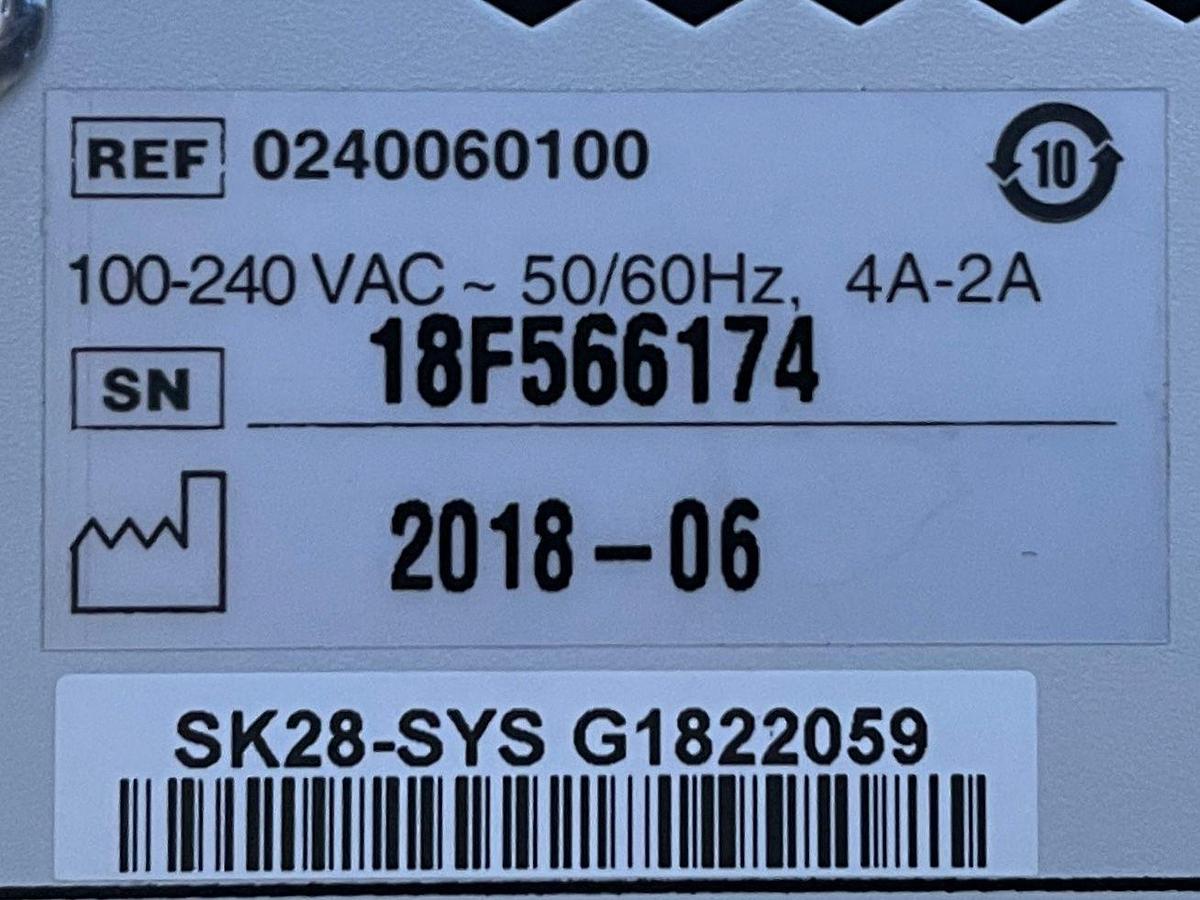 REF 0240060100
10
100-240 VAC ~ 50/60Hz, 4A-2A
SN 18F566174
2018-06
SK28-SYS G1822059